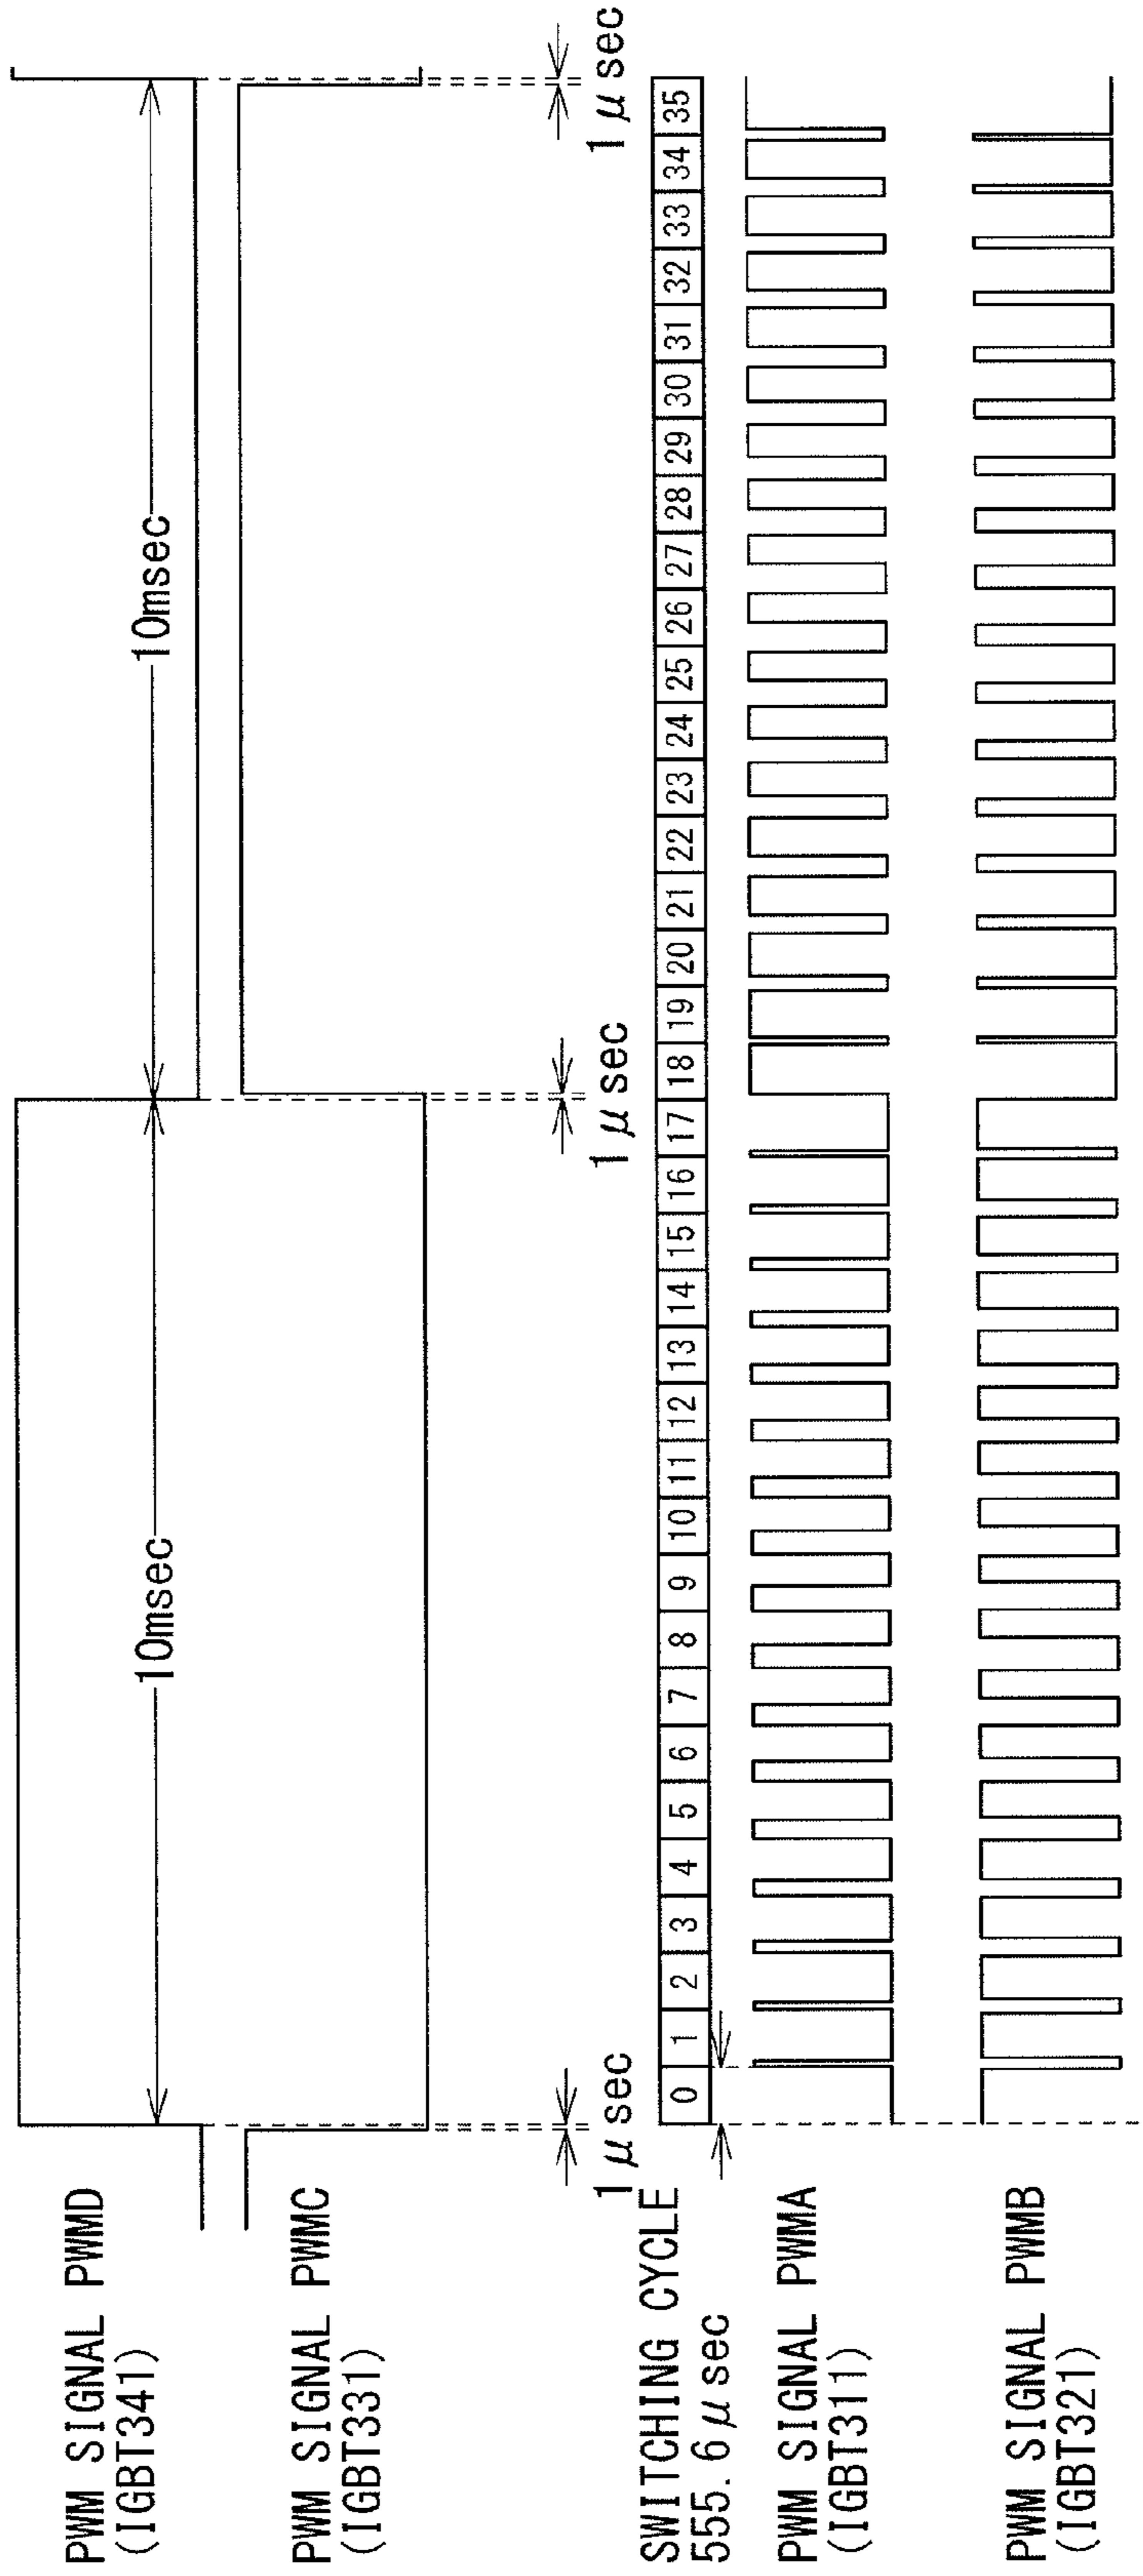 PWM SIGNAL PWMD
(IGBT341)
10msec
10msec
PWM SIGNAL PWMC
(IGBT331)
1μsec
1μsec
1μsec
SWITCHING CYCLE
555.6μsec
0 1 2 3 4 5 6 7 8 9 10 11 12 13 14 15 16 17 18 19 20 21 22 23 24 25 26 27 28 29 30 31 32 33 34 35
PWM SIGNAL PWMA
(IGBT311)
PWM SIGNAL PWMB
(IGBT321)